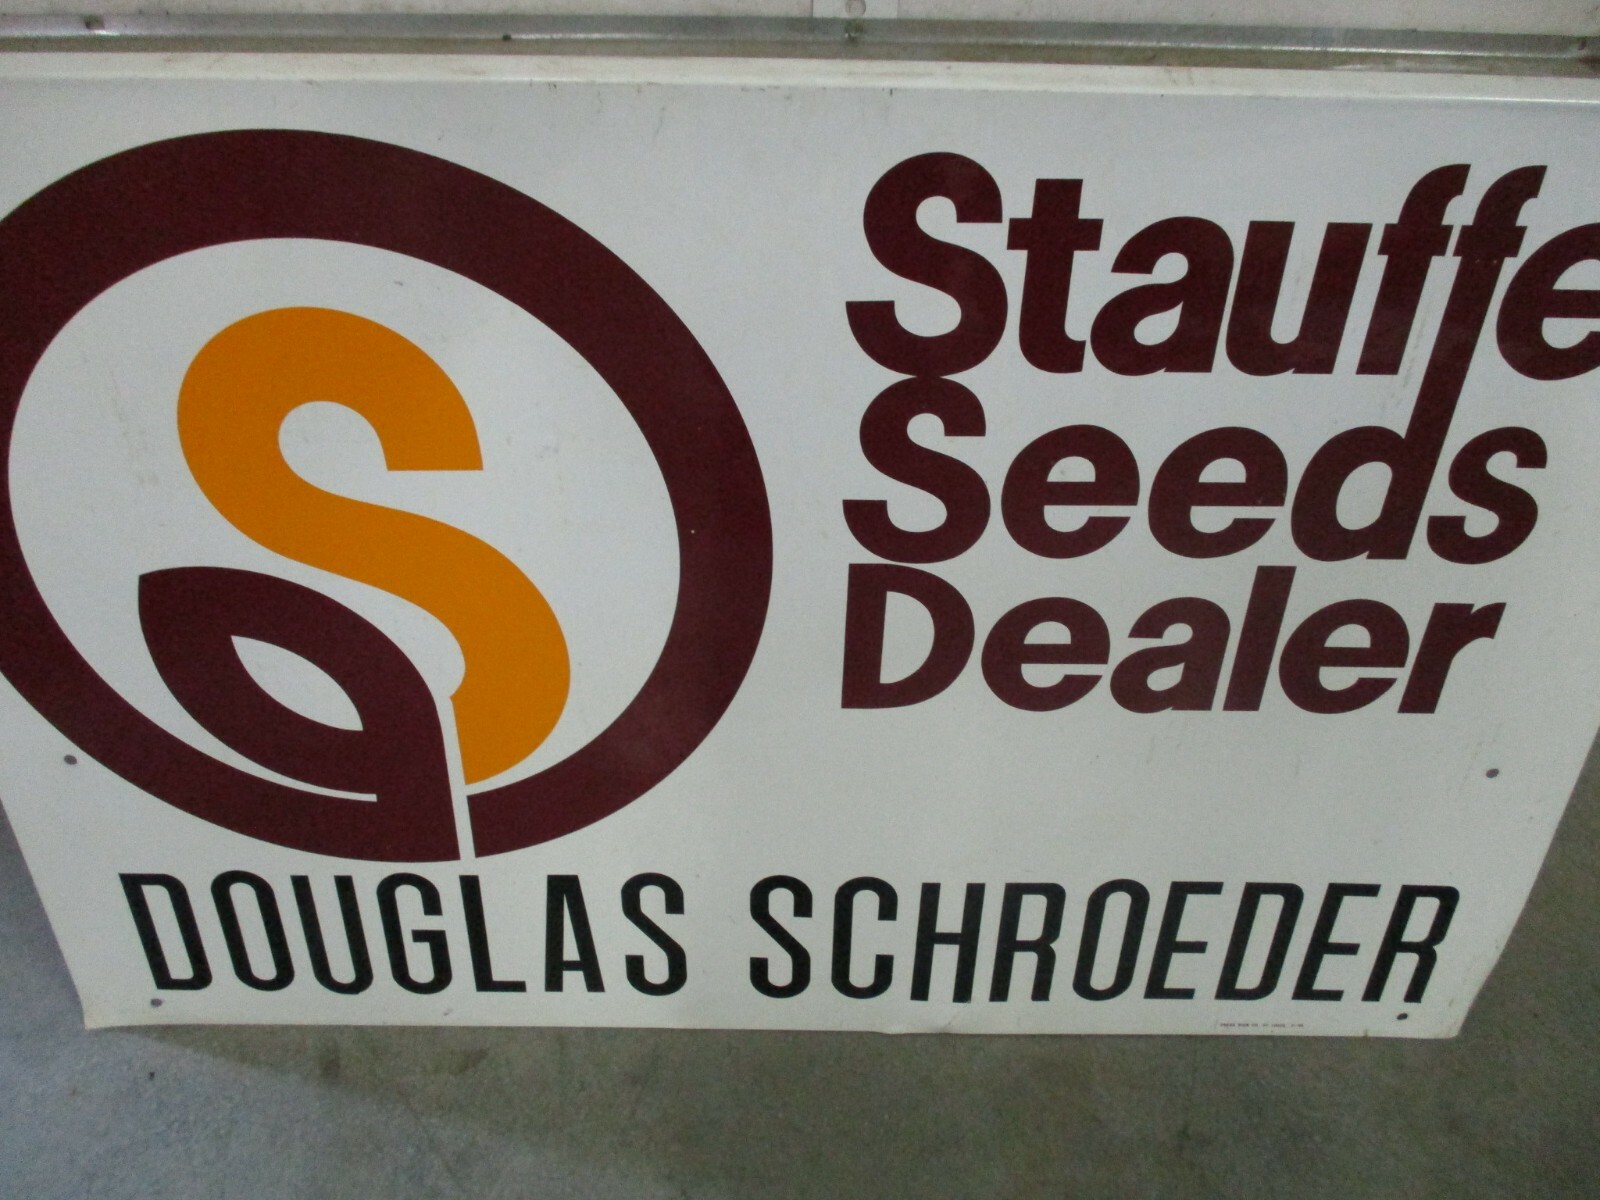 S
Stauffe
Seeds
Dealer
DOUGLAS SCHROEDER